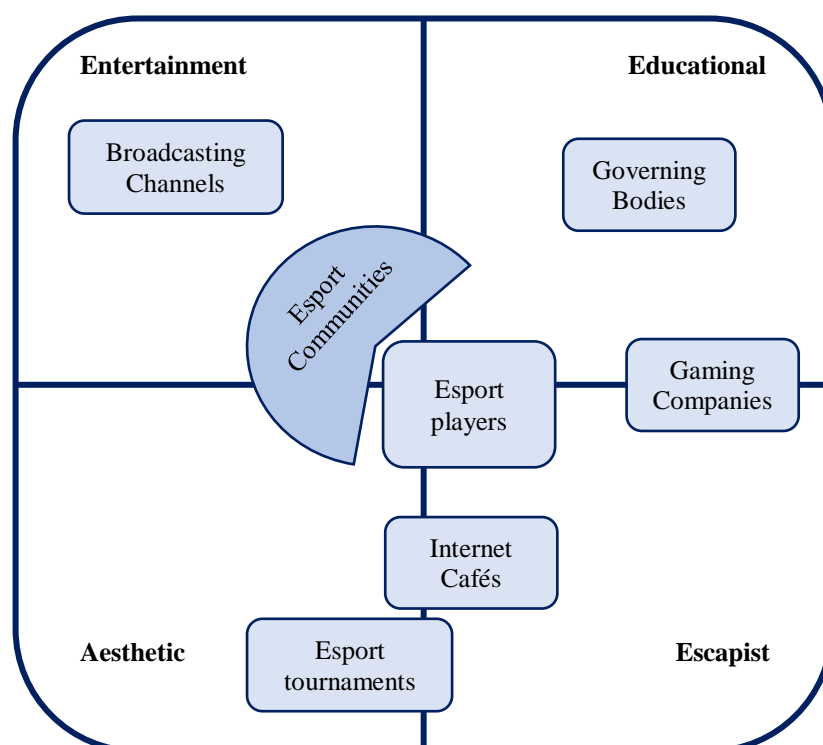 Entertainment
Educational
Broadcasting
Channels
Governing
Bodies
Esport
Communities
Gaming
Companies
Esport
players
Internet
Cafés
Aesthetic
Esport
tournaments
Escapist